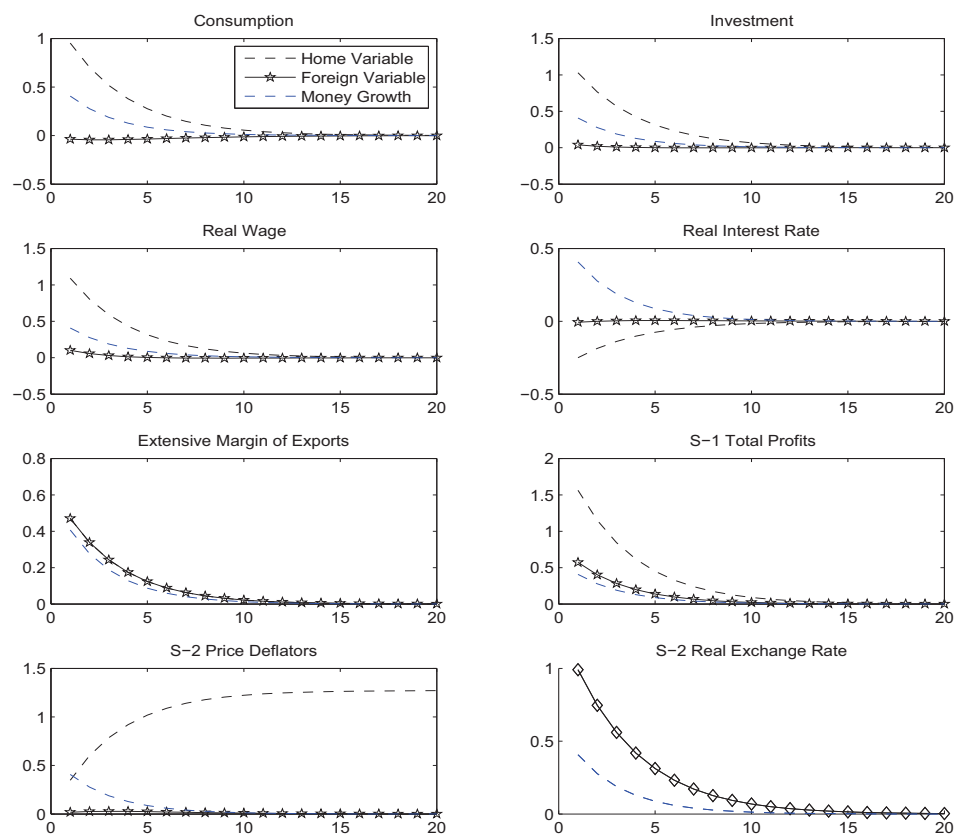 Consumption
1
0.5
0
−0.5
0 5 10 15 20
Home Variable
Foreign Variable
Money Growth
Investment
1.5
1
0.5
0
−0.5
0 5 10 15 20
Real Wage
1.5
1
0.5
0
−0.5
0 5 10 15 20
Real Interest Rate
0.5
0
−0.5
0 5 10 15 20
Extensive Margin of Exports
0.8
0.6
0.4
0.2
0
0 5 10 15 20
S−1 Total Profits
2
1.5
1
0.5
0
0 5 10 15 20
S−2 Price Deflators
1.5
1
0.5
0
0 5 10 15 20
S−2 Real Exchange Rate
1
0.5
0
0 5 10 15 20